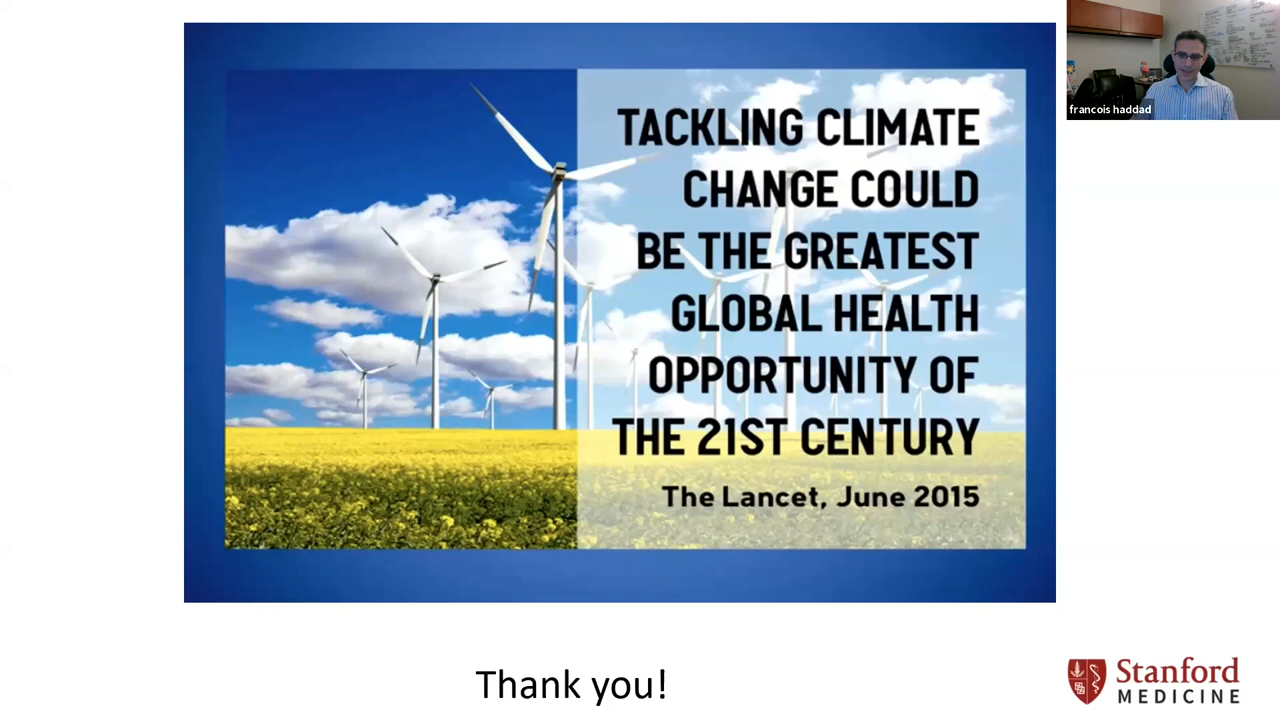 TACKLING CLIMATE
CHANGE COULD
BE THE GREATEST
GLOBAL HEALTH
OPPORTUNITY OF
THE 21ST CENTURY
The Lancet, June 2015
francois haddad
Thank you!
Stanford
MEDICINE